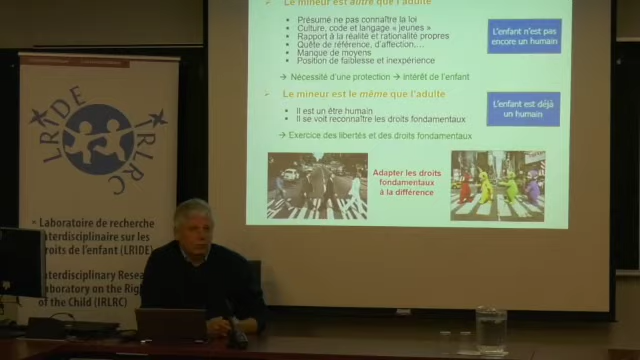 Le mineur est autre que l'adulte
Présumé ne pas connaître la loi
Culture, code et langage « jeunes »
Rapport à la réalité et rationalité propres
Quête de référence, d'affection,...
Manque de moyens
Position de faiblesse et inexpérience
→ Nécessité d'une protection → intérêt de l'enfant
L'enfant n'est pas
encore un humain
Le mineur est le même que l'adulte
Il est un être humain
Il se voit reconnaître les droits fondamentaux
→ Exercice des libertés et des droits fondamentaux
L'enfant est déjà
un humain
Adapter les droits
fondamentaux
à la différence
LRIDE
IRLRC
Laboratoire de recherche
interdisciplinaire sur les
droits de l'enfant (LRIDE)
Interdisciplinary Resea
Laboratory on the Rig
of the Child (IRLRC)